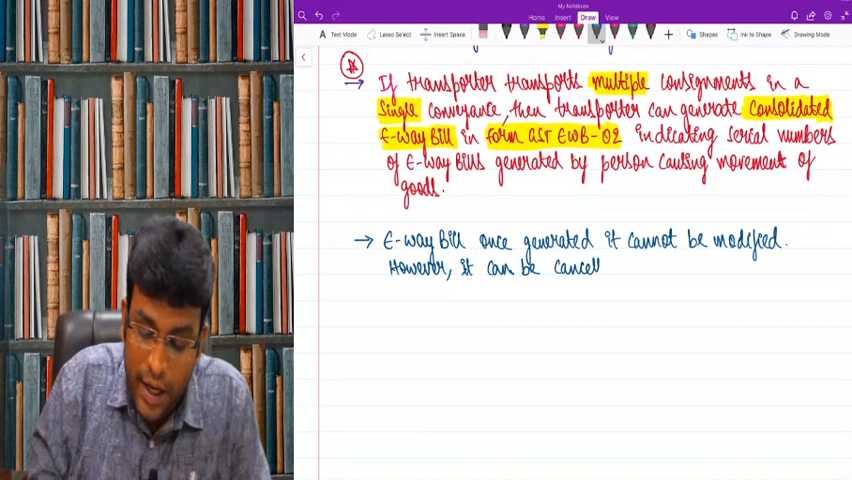 My Notebook
Home Insert Draw View
Text Mode Lasso Select Insert Space Shapes Ink to Shape Drawing Mode
If transporter transports multiple consignments in a
Single conveyance, then transporter can generate Consolidated
E-way Bill in form GST EWB-02 indicating serial numbers
of E-way Bills generated by person causing movement of
goods.
→ E-way Bill once generated it cannot be modified.
However, it can be cancell